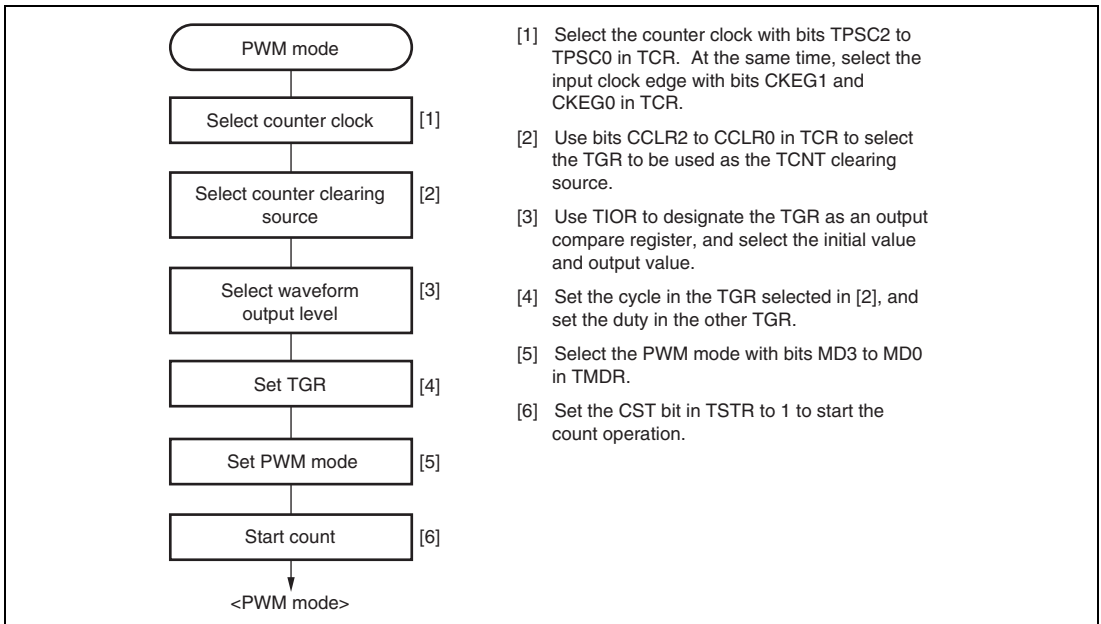 PWM mode
Select counter clock
[1]
Select counter clearing
source
[2]
Select waveform
output level
[3]
Set TGR
[4]
Set PWM mode
[5]
Start count
[6]
<PWM mode>
[1] Select the counter clock with bits TPSC2 to
TPSC0 in TCR. At the same time, select the
input clock edge with bits CKEG1 and
CKEG0 in TCR.
[2] Use bits CCLR2 to CCLR0 in TCR to select
the TGR to be used as the TCNT clearing
source.
[3] Use TIOR to designate the TGR as an output
compare register, and select the initial value
and output value.
[4] Set the cycle in the TGR selected in [2], and
set the duty in the other TGR.
[5] Select the PWM mode with bits MD3 to MD0
in TMDR.
[6] Set the CST bit in TSTR to 1 to start the
count operation.